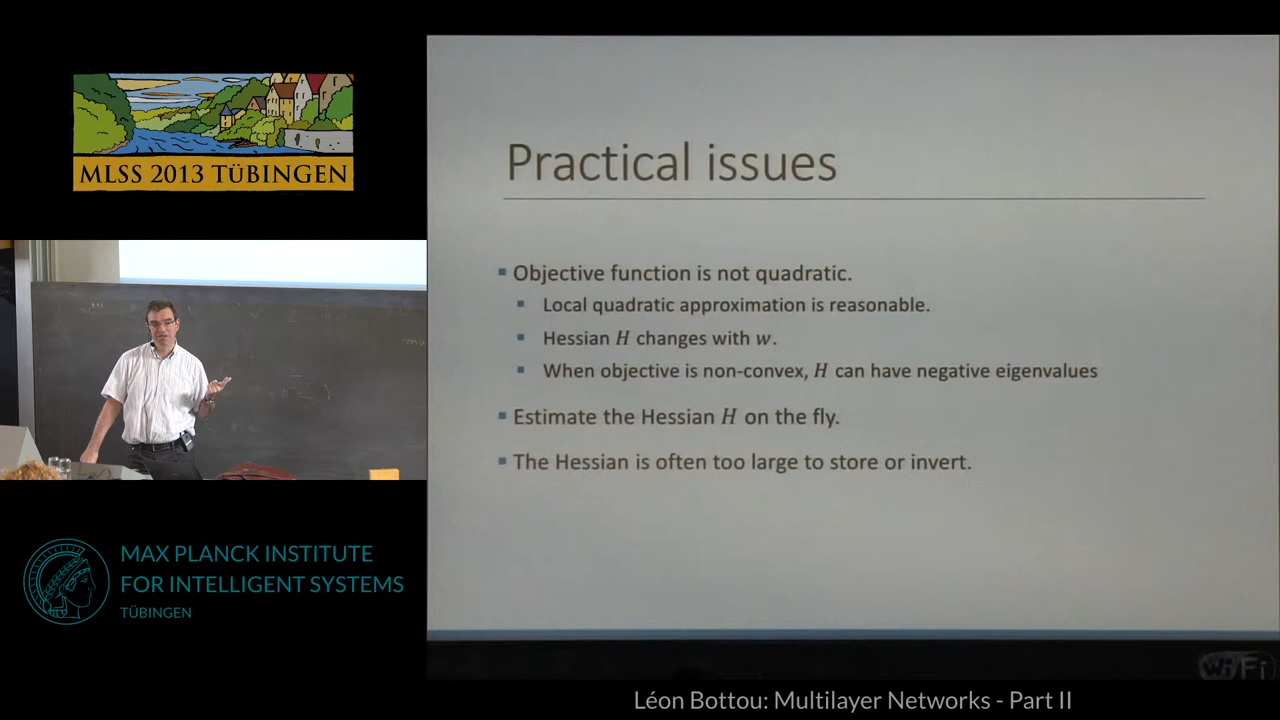 MLSS 2013 TÜBINGEN
Practical issues
Objective function is not quadratic.
Local quadratic approximation is reasonable.
Hessian H changes with w.
When objective is non-convex, H can have negative eigenvalues
Estimate the Hessian H on the fly.
The Hessian is often too large to store or invert.
MAX PLANCK INSTITUTE
FOR INTELLIGENT SYSTEMS
TÜBINGEN
WiFi
Léon Bottou: Multilayer Networks - Part II